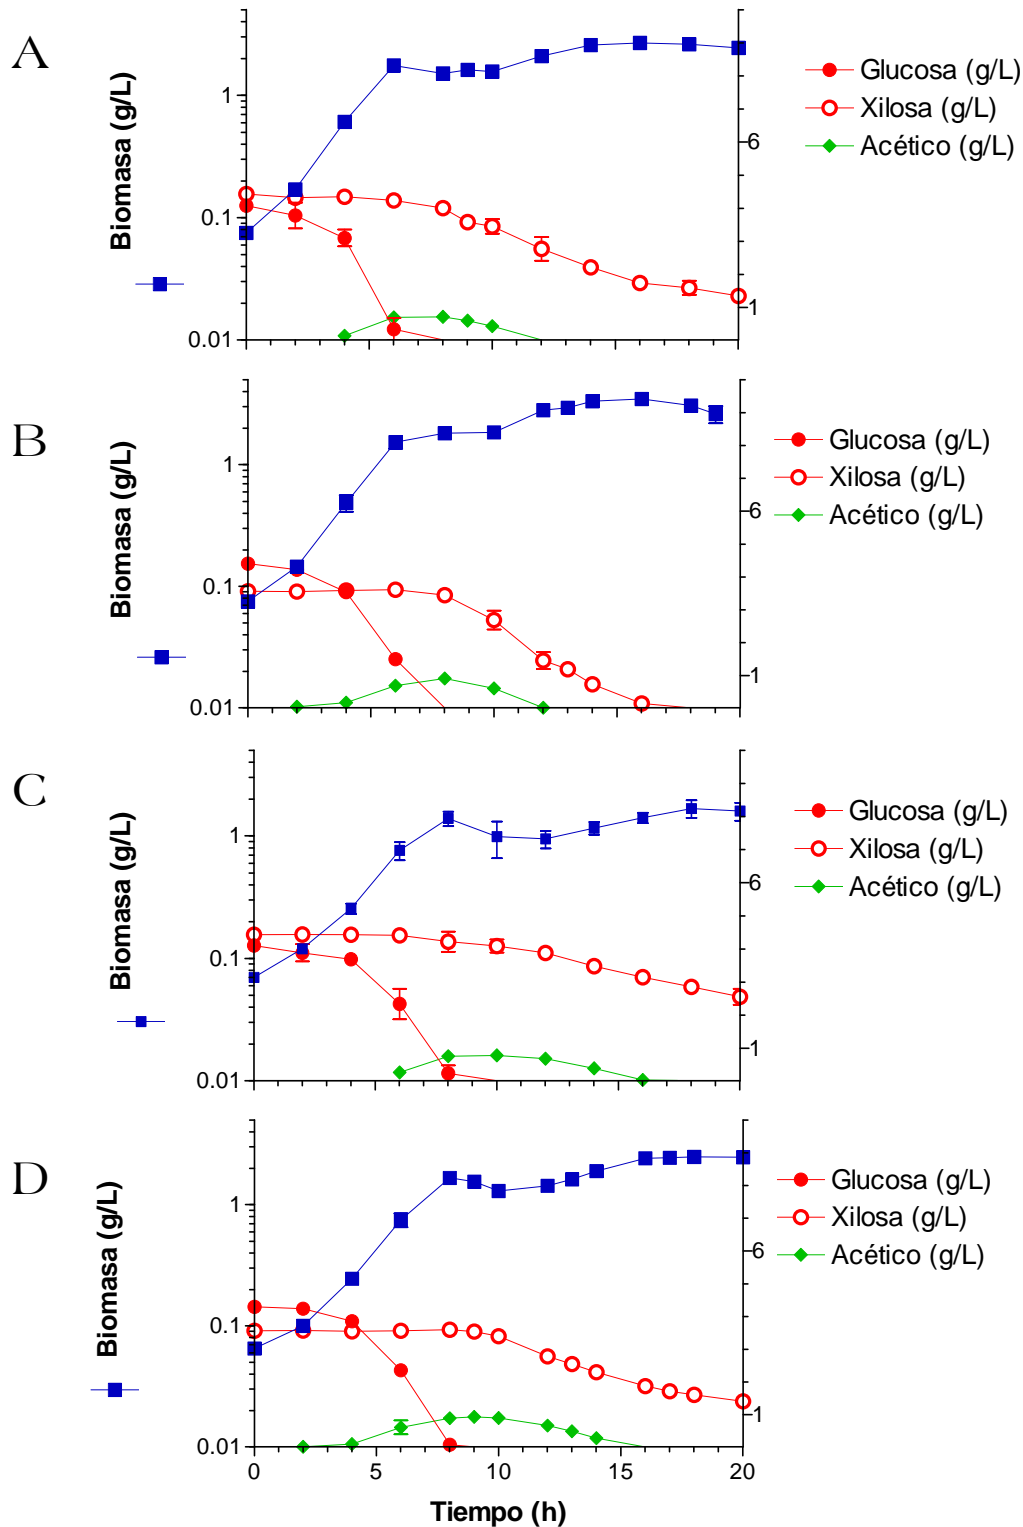 A
Biomasa (g/L)
1
0.1
0.01
6
1
Glucosa (g/L)
Xilosa (g/L)
Acético (g/L)
B
Biomasa (g/L)
1
0.1
0.01
6
1
Glucosa (g/L)
Xilosa (g/L)
Acético (g/L)
C
Biomasa (g/L)
1
0.1
0.01
6
1
Glucosa (g/L)
Xilosa (g/L)
Acético (g/L)
D
Biomasa (g/L)
1
0.1
0.01
6
1
Glucosa (g/L)
Xilosa (g/L)
Acético (g/L)
0 5 10 15 20
Tiempo (h)